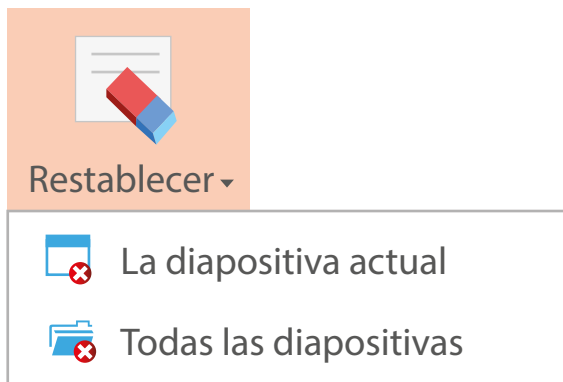 Restablecer
La diapositiva actual
Todas las diapositivas